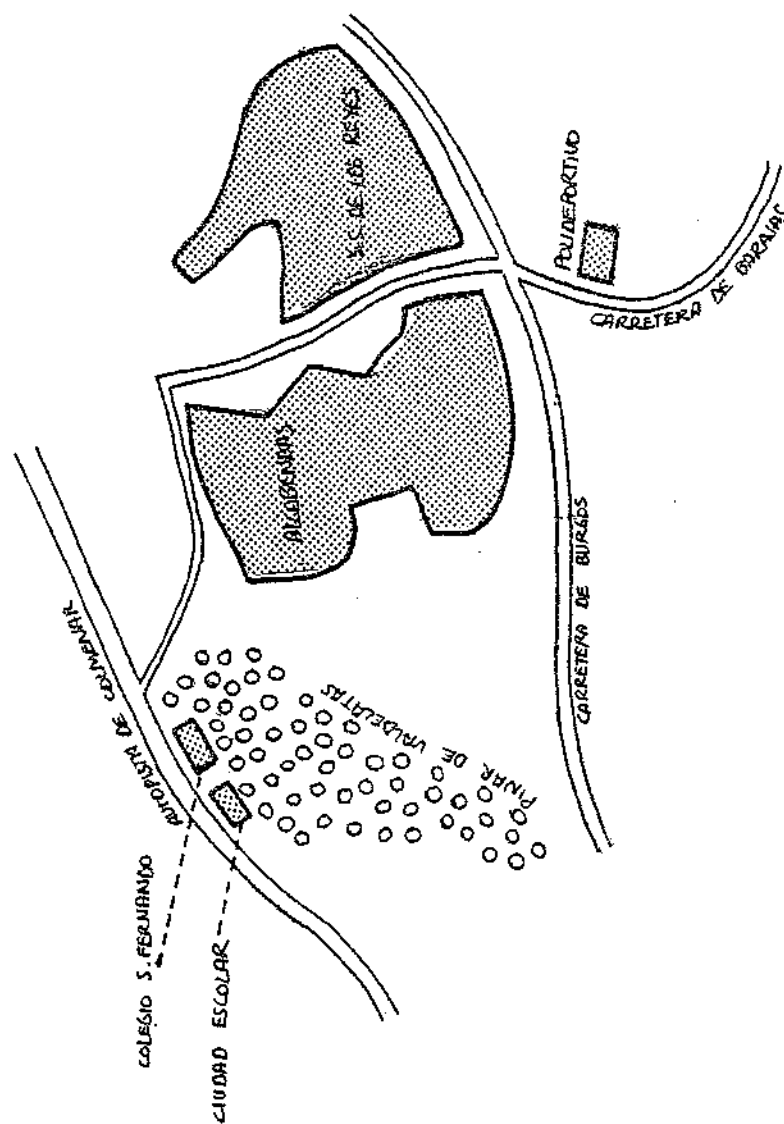 COLEGIO S. FERNANDO
CIUDAD ESCOLAR
AUTOPISTA DE COLMENAR
PINAR DE VALDELATAS
ALCOBENDAS
S.S. DE LOS REYES
CARRETERA DE BURGOS
POLIDEPORTIVO
CARRETERA DE BARAJAS